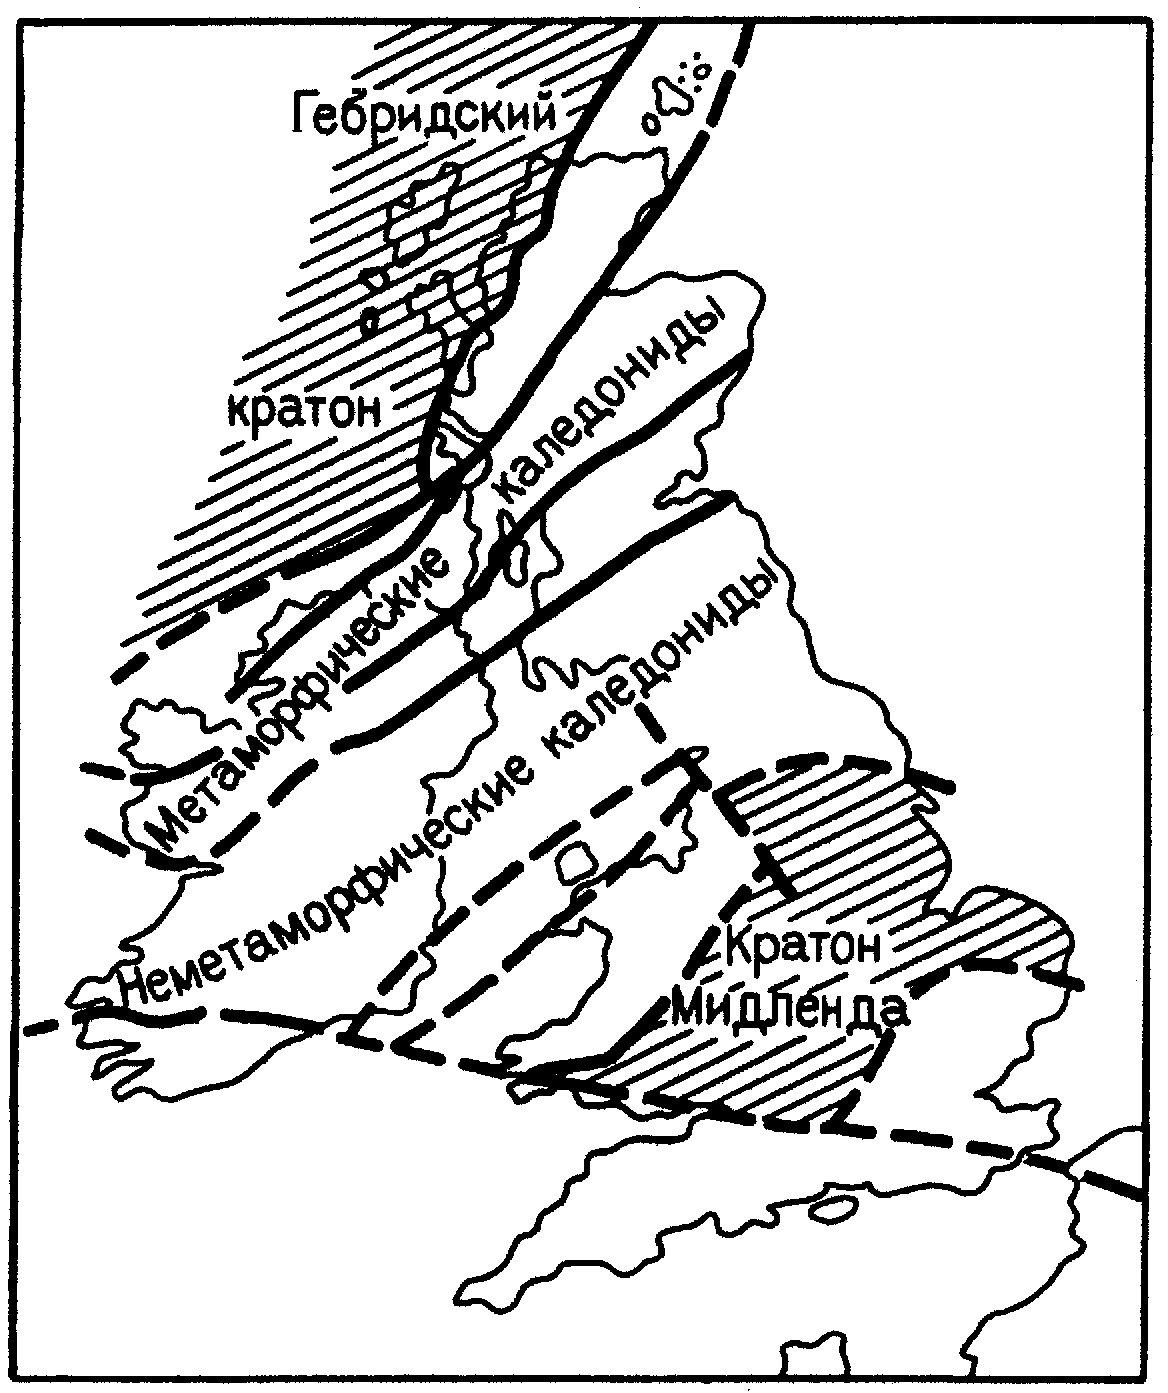 Гебридский
кратон
Метаморфические каледониды
Неметаморфические каледониды
Кратон
Мидленда